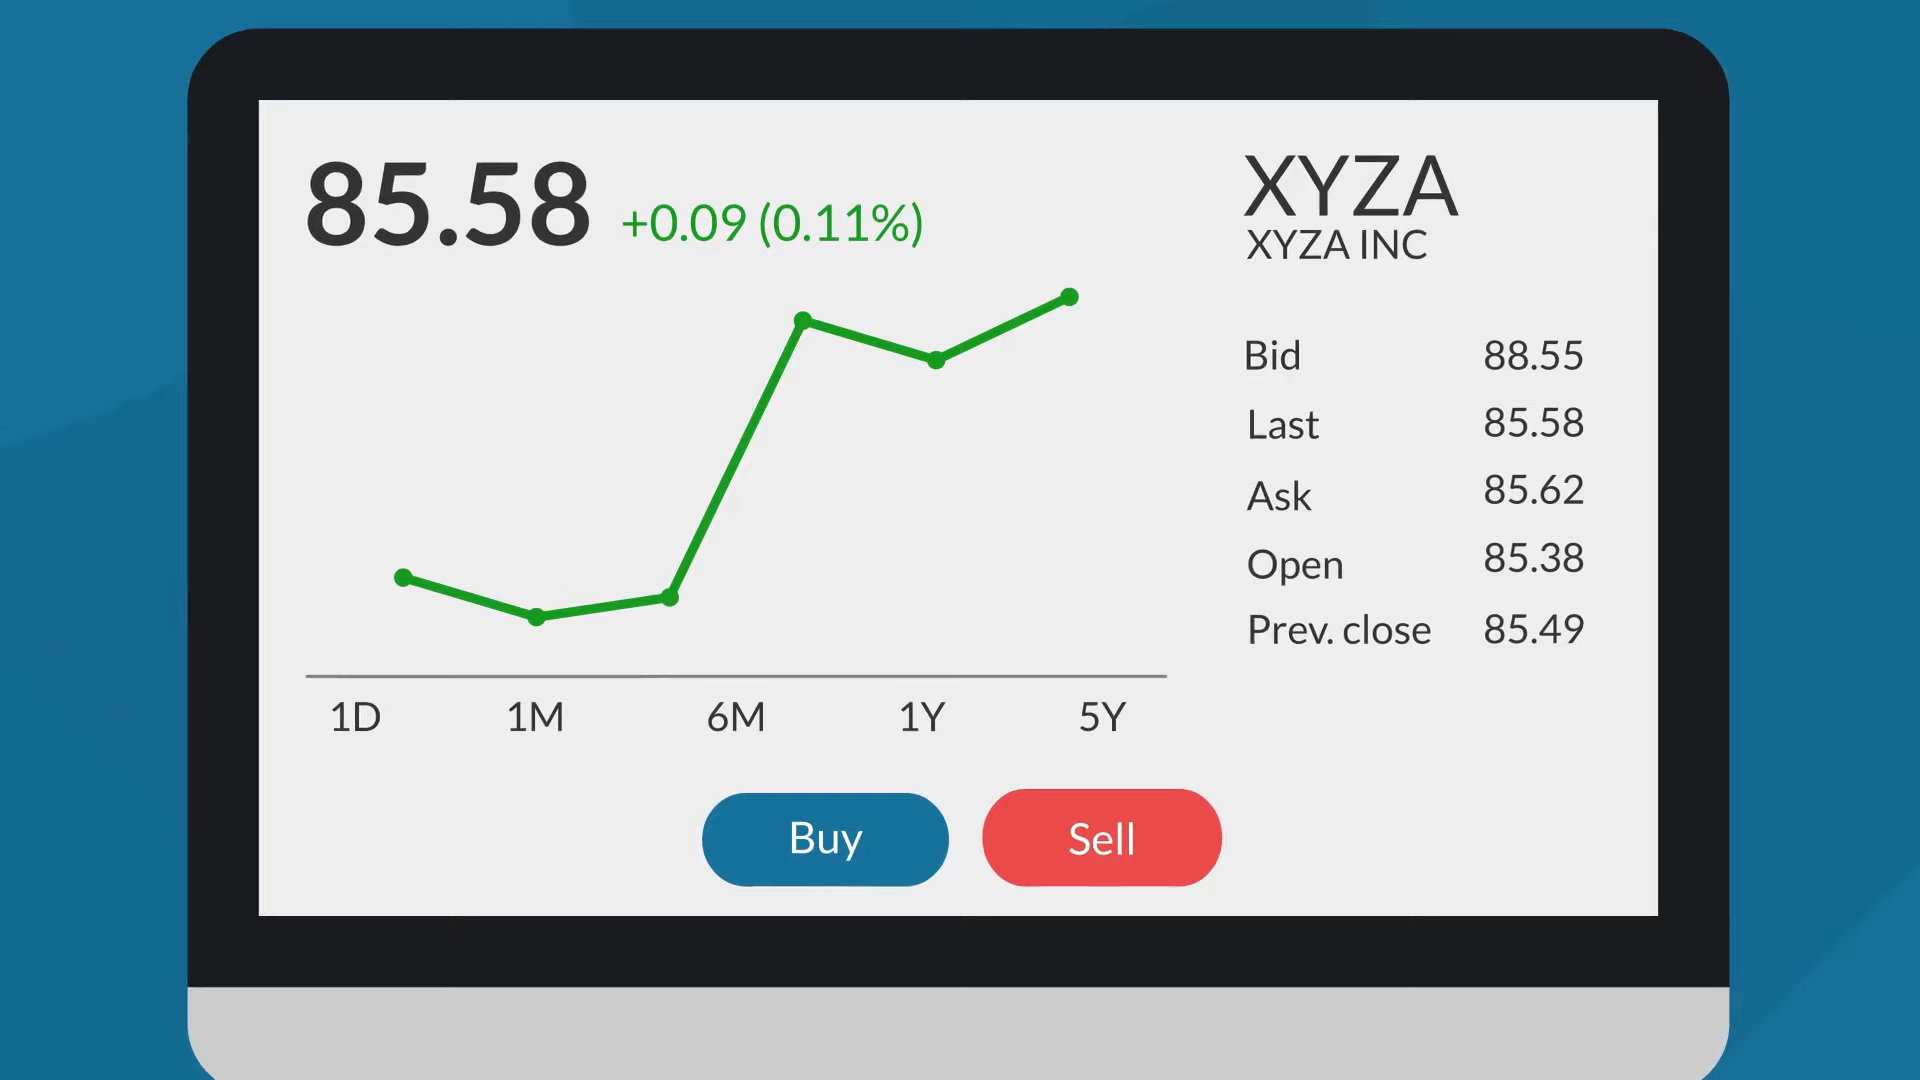 85.58 +0.09 (0.11%)
XYZA
XYZA INC
Bid 88.55
Last 85.58
Ask 85.62
Open 85.38
Prev. close 85.49
1D 1M 6M 1Y 5Y
Buy Sell